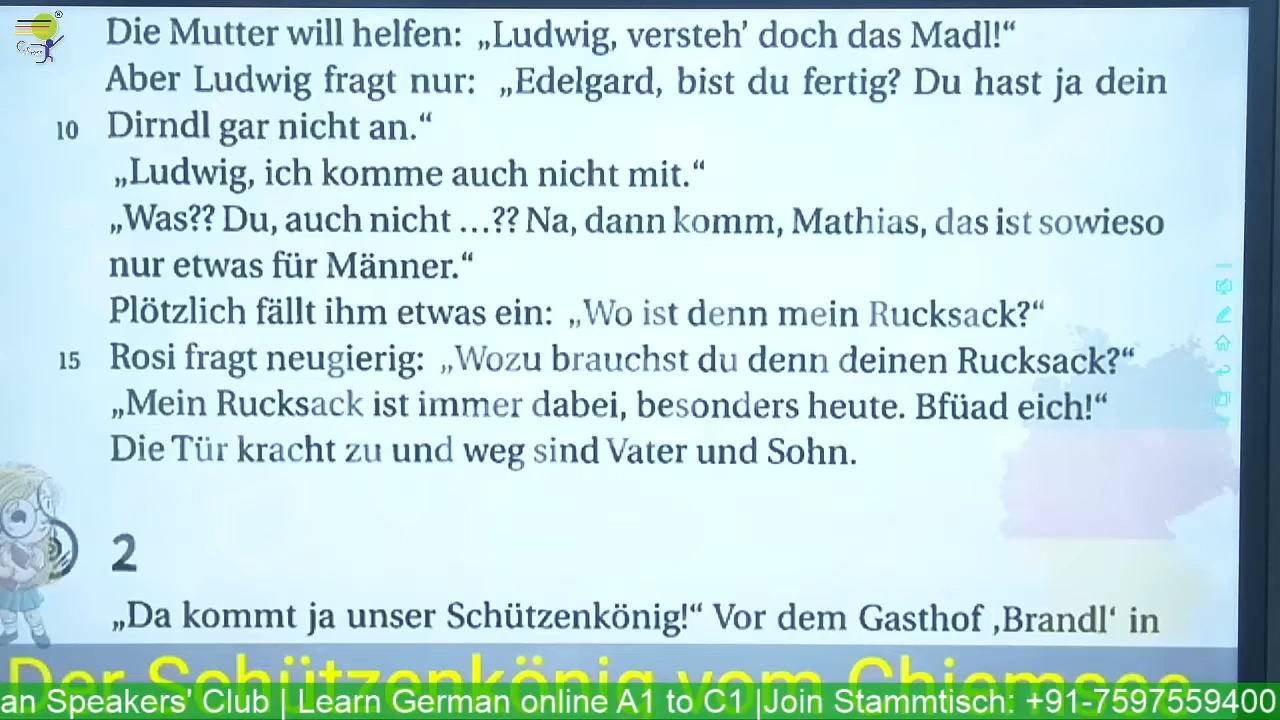 Die Mutter will helfen: „Ludwig, versteh’ doch das Madl!“
Aber Ludwig fragt nur: „Edelgard, bist du fertig? Du hast ja dein
10 Dirndl gar nicht an.“
„Ludwig, ich komme auch nicht mit.“
„Was?? Du, auch nicht …?? Na, dann komm, Mathias, das ist sowieso
nur etwas für Männer.“
Plötzlich fällt ihm etwas ein: „Wo ist denn mein Rucksack?“
15 Rosi fragt neugierig: „Wozu brauchst du denn deinen Rucksack?“
„Mein Rucksack ist immer dabei, besonders heute. Bfüad eich!“
Die Tür kracht zu und weg sind Vater und Sohn.
2
„Da kommt ja unser Schützenkönig!“ Vor dem Gasthof ‚Brandl‘ in
Der Schützenkönig vom Chiemsee
an Speakers' Club | Learn German online A1 to C1 |Join Stammtisch: +91-7597559400